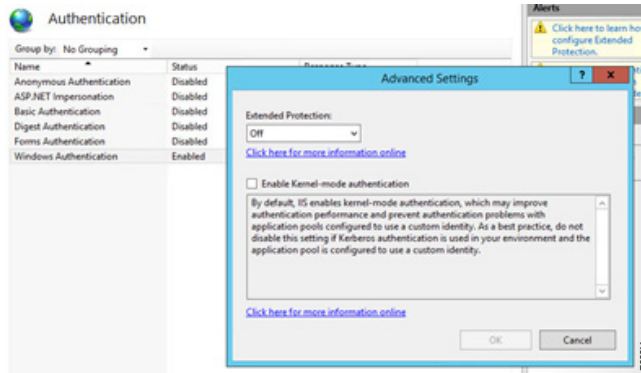 Authentication
Group by: No Grouping
Name Status
Anonymous Authentication Disabled
ASP.NET Impersonation Disabled
Basic Authentication Disabled
Digest Authentication Disabled
Forms Authentication Disabled
Windows Authentication Enabled
Alerts
Click here to learn ho
configure Extended
Protection.
Advanced Settings
? x
Extended Protection:
Off
Click here for more information online
Enable Kernel-mode authentication
By default, IIS enables kernel-mode authentication, which may improve
authentication performance and prevent authentication problems with
application pools configured to use a custom identity. As a best practice, do not
disable this setting if Kerberos authentication is used in your environment and the
application pool is configured to use a custom identity.
Click here for more information online
OK Cancel